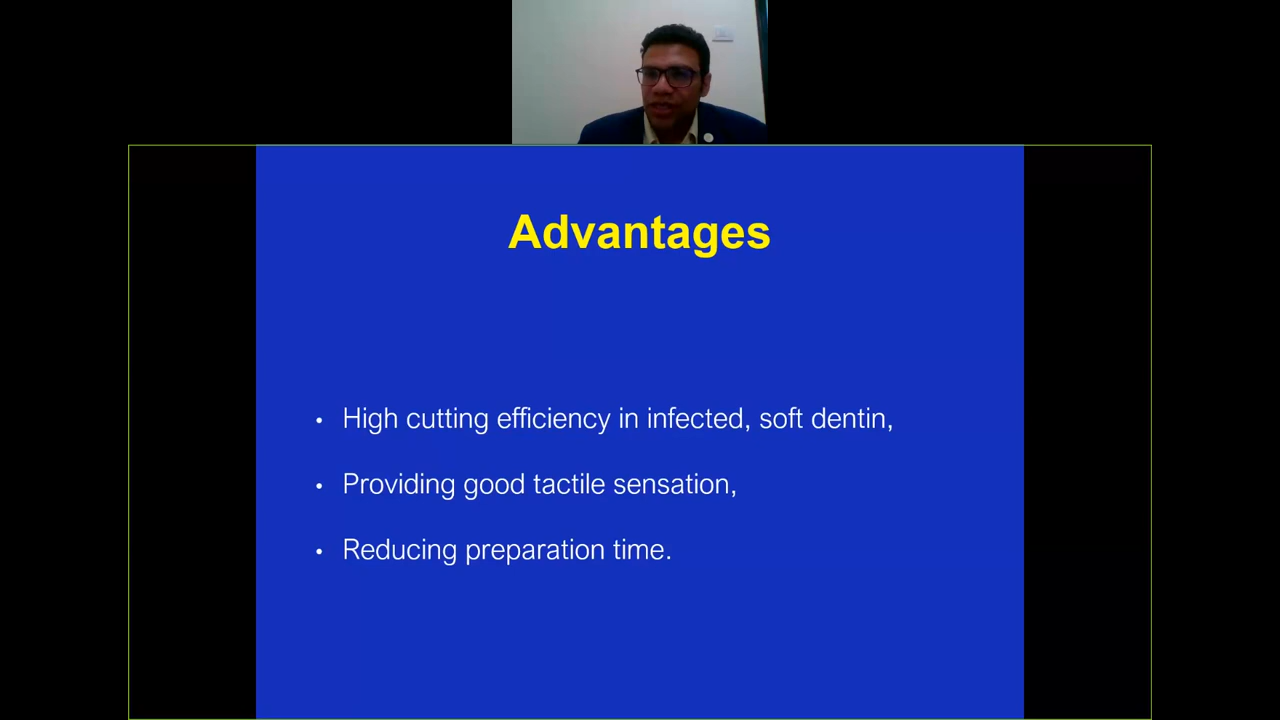 Advantages
• High cutting efficiency in infected, soft dentin,
• Providing good tactile sensation,
• Reducing preparation time.